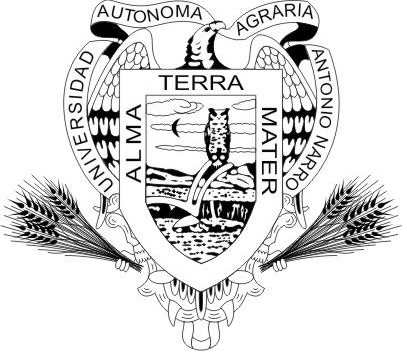 UNIVERSIDAD AUTONOMA AGRARIA ANTONIO NARRO
ALMA TERRA MATER